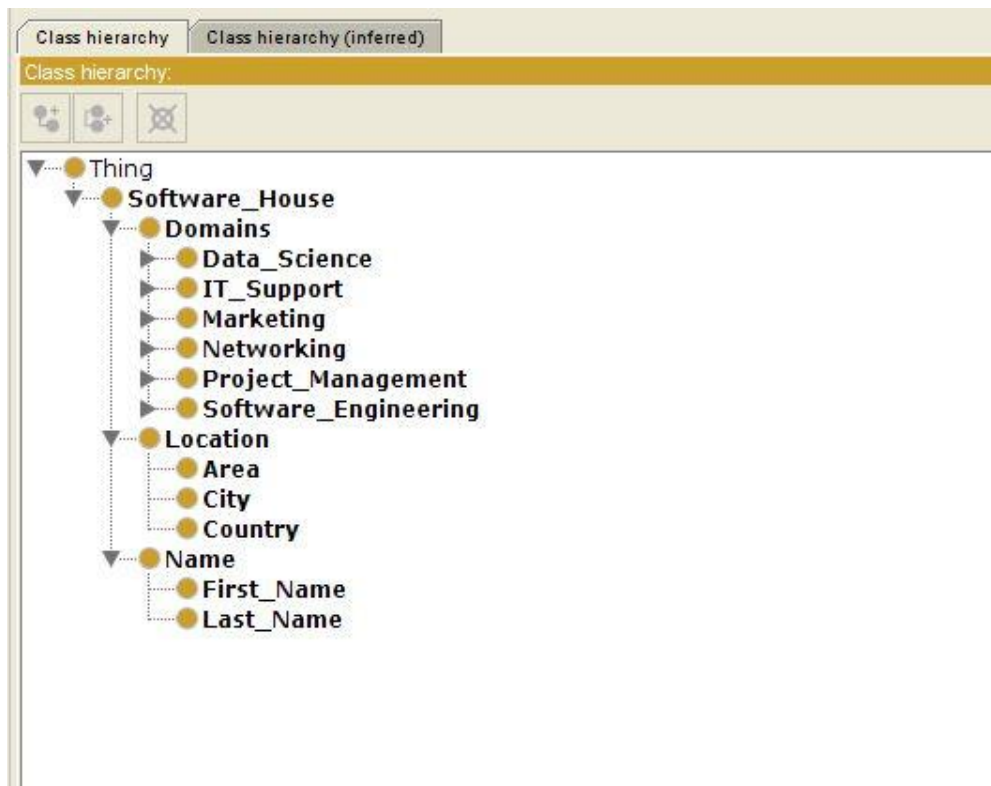 Class hierarchy Class hierarchy (inferred)
Class hierarchy:
Thing
Software_House
Domains
Data_Science
IT_Support
Marketing
Networking
Project_Management
Software_Engineering
Location
Area
City
Country
Name
First_Name
Last_Name